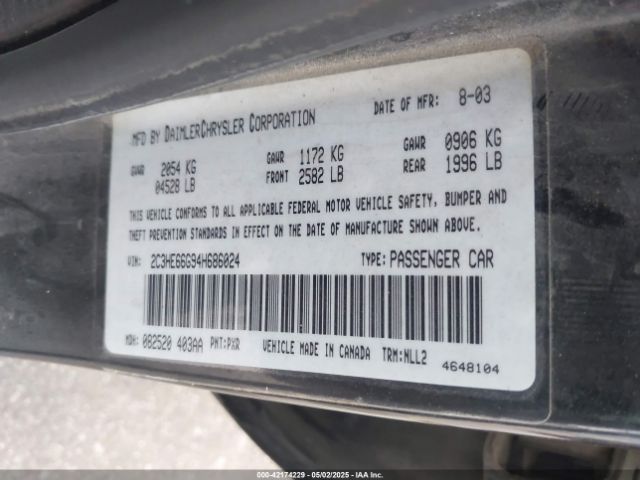 MFD BY DAIMLERCHRYSLER CORPORATION DATE OF MFR: 8-03
GVWR 2054 KG GAWR 1172 KG GAWR 0906 KG
04528 LB FRONT 2582 LB REAR 1996 LB
THIS VEHICLE CONFORMS TO ALL APPLICABLE FEDERAL MOTOR VEHICLE SAFETY, BUMPER AND
THEFT PREVENTION STANDARDS IN EFFECT ON THE DATE OF MANUFACTURE SHOWN ABOVE.
VIN: 2C3HE66G94H686024 TYPE: PASSENGER CAR
MDH: 082520 403AA PNT:PXR VEHICLE MADE IN CANADA TRM:NLL2
4648104
000-42174229 - 05/02/2025 - IAA Inc.